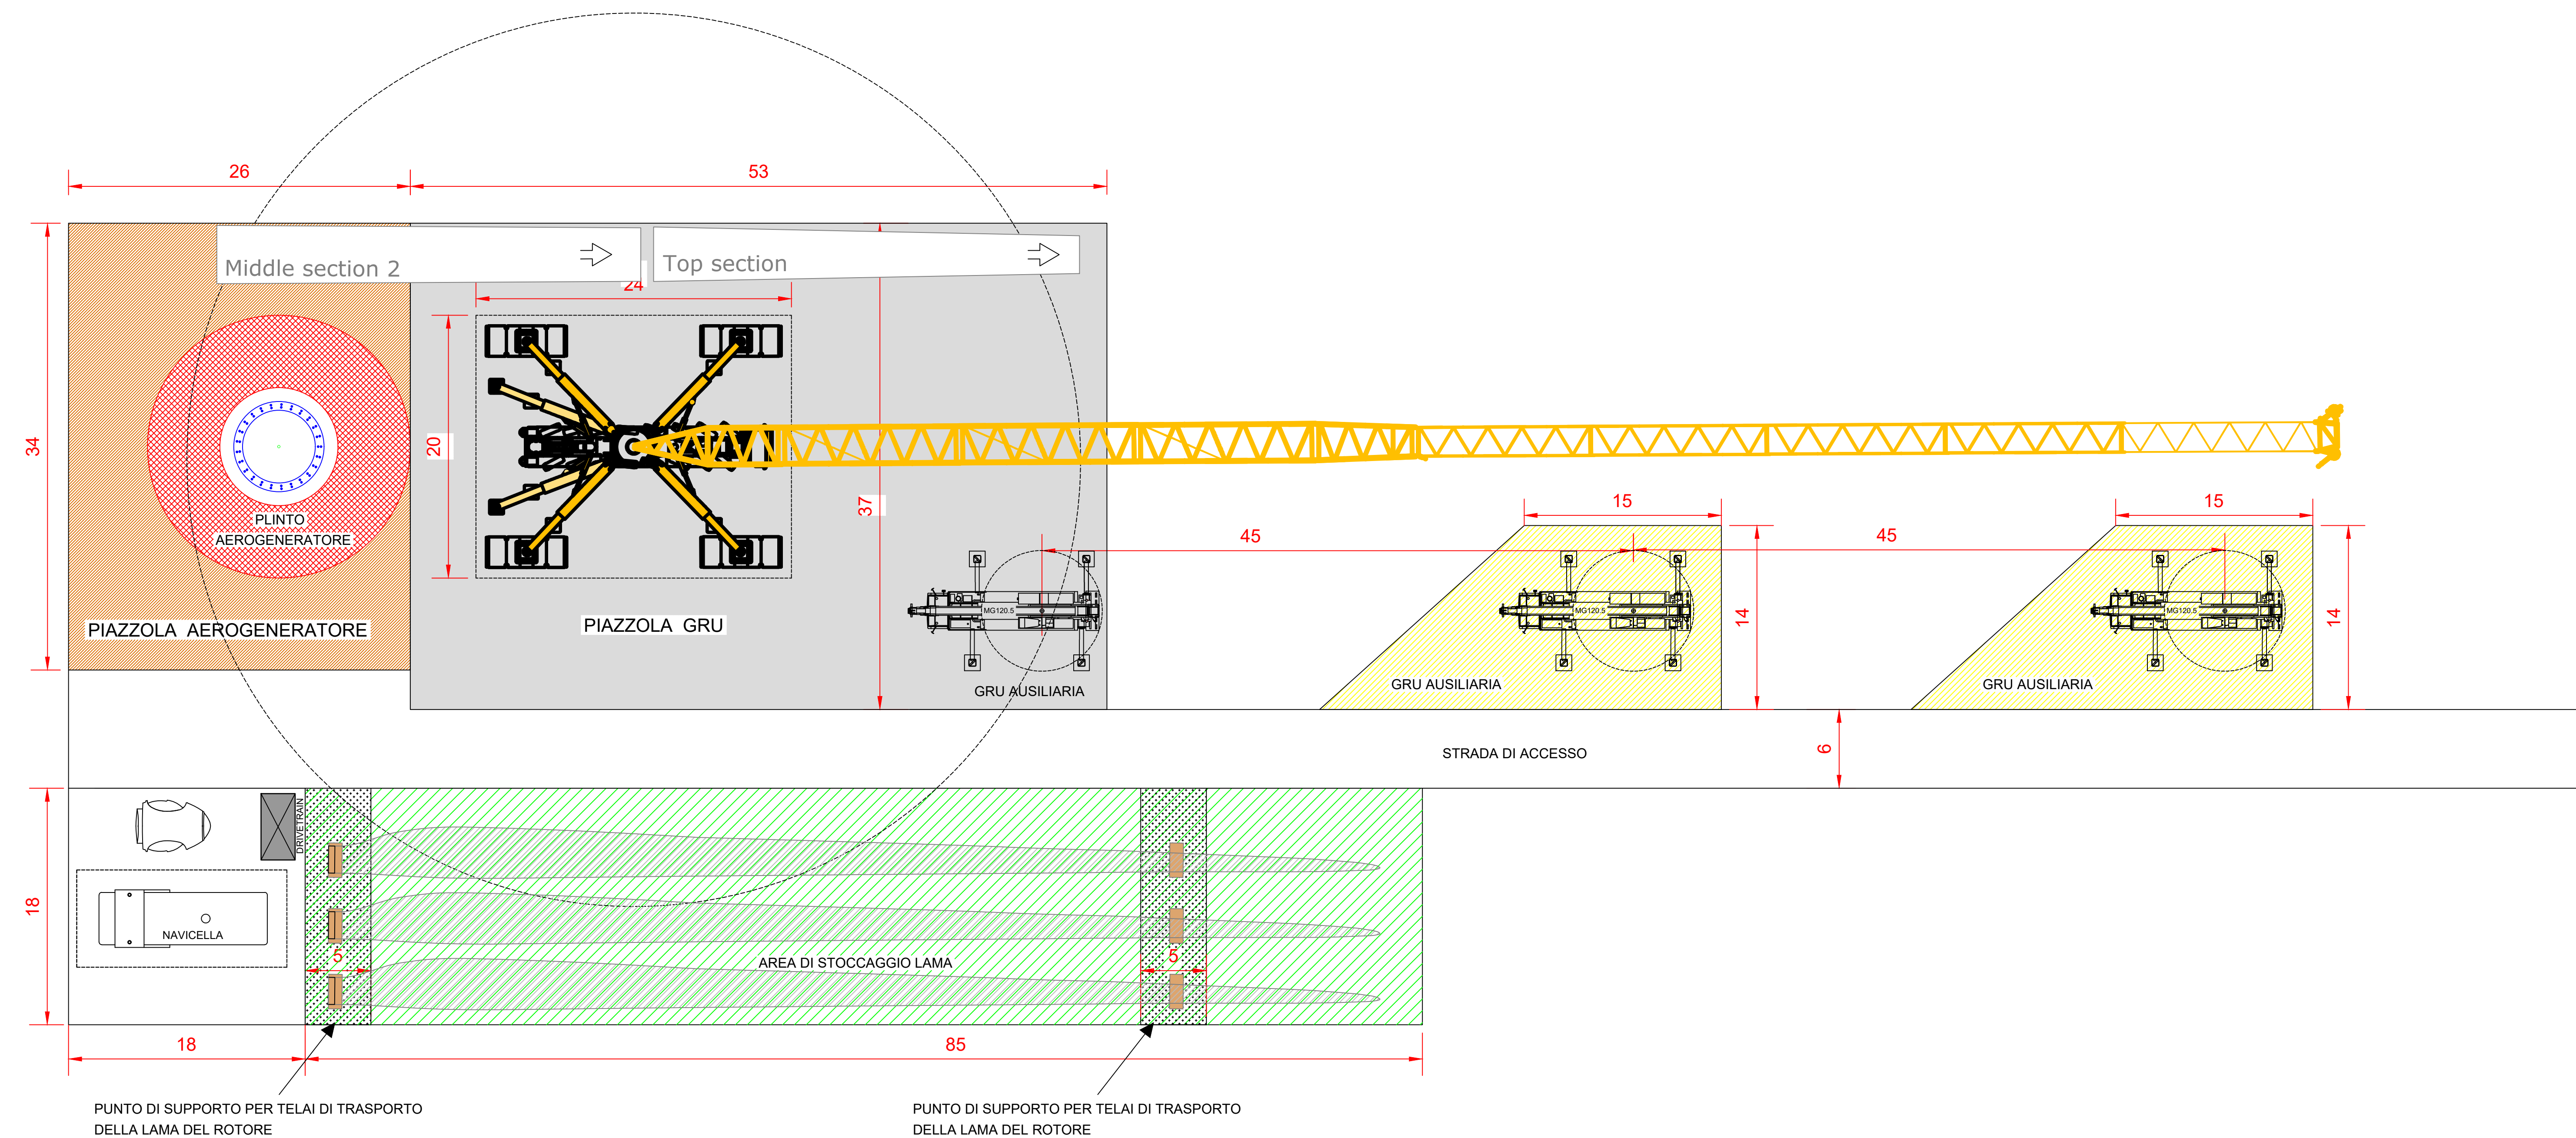 26
53
Middle section 2
Top section
24
34
20
37
PLINTO
AEROGENERATORE
PIAZZOLA AEROGENERATORE
PIAZZOLA GRU
MG120.5
GRU AUSILIARIA
45
15
14
MG120.5
GRU AUSILIARIA
45
15
14
MG120.5
GRU AUSILIARIA
STRADA DI ACCESSO
6
18
DRIVETRAIN
NAVICELLA
5
AREA DI STOCCAGGIO LAMA
5
18
85
PUNTO DI SUPPORTO PER TELAI DI TRASPORTO
DELLA LAMA DEL ROTORE
PUNTO DI SUPPORTO PER TELAI DI TRASPORTO
DELLA LAMA DEL ROTORE